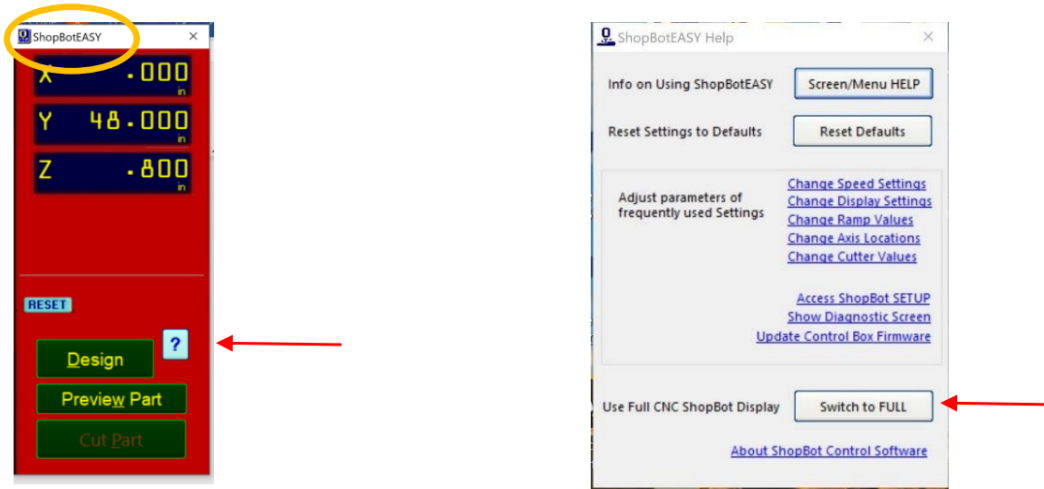 ShopBotEASY
X .000
in
Y 48.000
in
Z .800
in
RESET
?
Design
Preview Part
Cut Part
ShopBotEASY Help
Info on Using ShopBotEASY Screen/Menu HELP
Reset Settings to Defaults Reset Defaults
Adjust parameters of
frequently used Settings
Change Speed Settings
Change Display Settings
Change Ramp Values
Change Axis Locations
Change Cutter Values
Access ShopBot SETUP
Show Diagnostic Screen
Update Control Box Firmware
Use Full CNC ShopBot Display Switch to FULL
About ShopBot Control Software